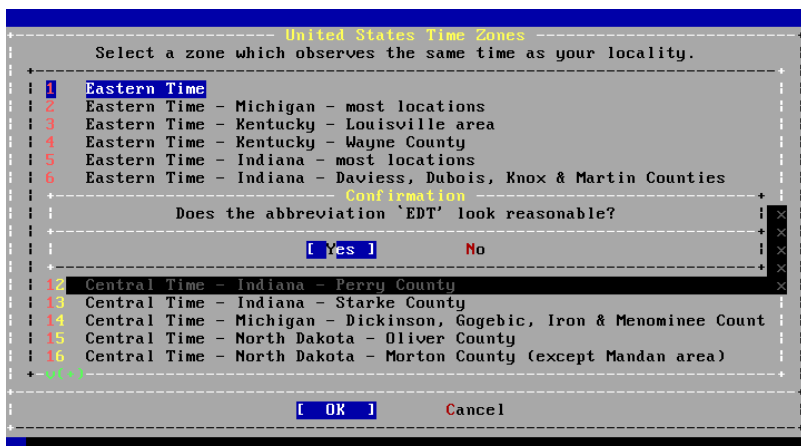 United States Time Zones
Select a zone which observes the same time as your locality.
1 Eastern Time
2 Eastern Time - Michigan - most locations
3 Eastern Time - Kentucky - Louisville area
4 Eastern Time - Kentucky - Wayne County
5 Eastern Time - Indiana - most locations
6 Eastern Time - Indiana - Daviess, Dubois, Knox & Martin Counties
Confirmation
Does the abbreviation `EDT' look reasonable?
[ Yes ] No
12 Central Time - Indiana - Perry County
13 Central Time - Indiana - Starke County
14 Central Time - Michigan - Dickinson, Gogebic, Iron & Menominee Count
15 Central Time - North Dakota - Oliver County
16 Central Time - North Dakota - Morton County (except Mandan area)
v(+)
[ OK ] Cancel